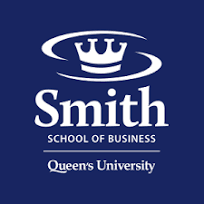 Smith
SCHOOL OF BUSINESS
Queen's University